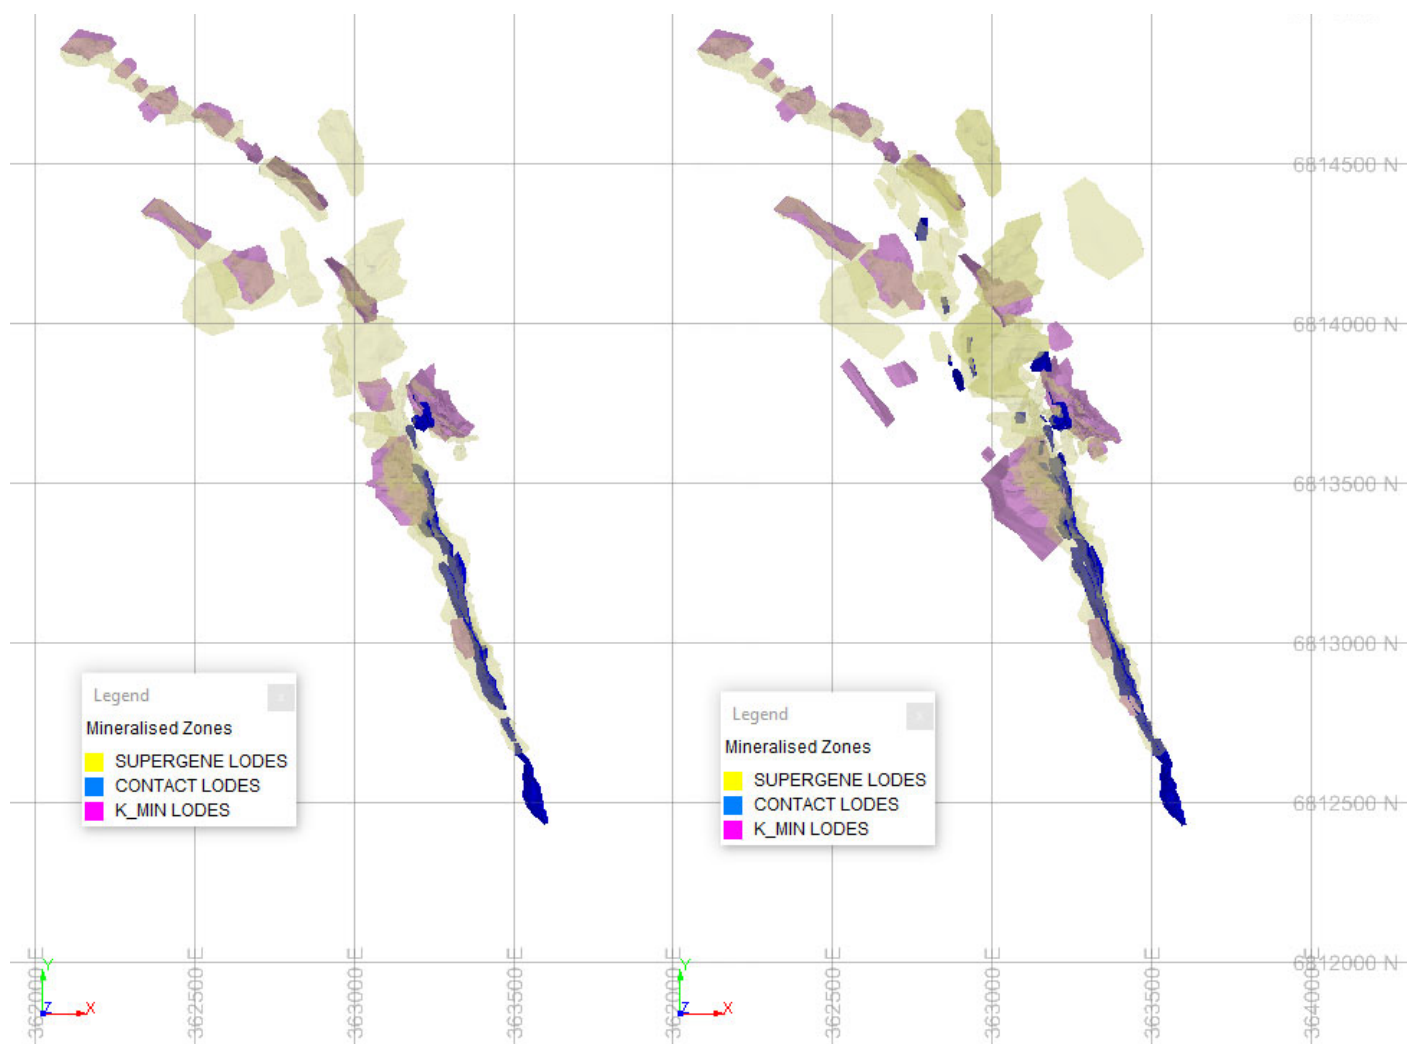 6814500 N
6814000 N
6813500 N
6813000 N
6812500 N
6812000 N
Legend
x
Mineralised Zones
SUPERGENE LODES
CONTACT LODES
K_MIN LODES
Legend
x
Mineralised Zones
SUPERGENE LODES
CONTACT LODES
K_MIN LODES
Y
Z
X
Y
Z
X
362000 E
362500 E
363000 E
363500 E
362000 E
362500 E
363000 E
363500 E
364000 E